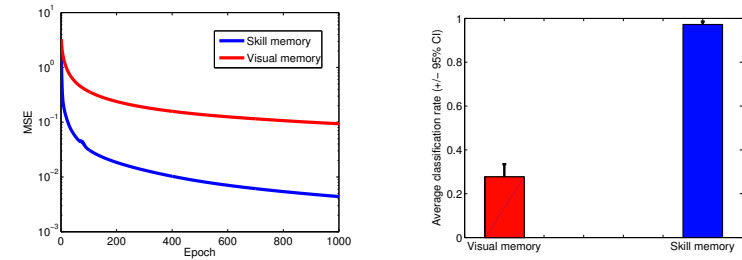 10^1
10^0
10^-1
10^-2
10^-3
MSE
0 200 400 600 800 1000
Epoch
Skill memory
Visual memory
1
0.8
0.6
0.4
0.2
0
Average classification rate (+/− 95% CI)
Visual memory Skill memory